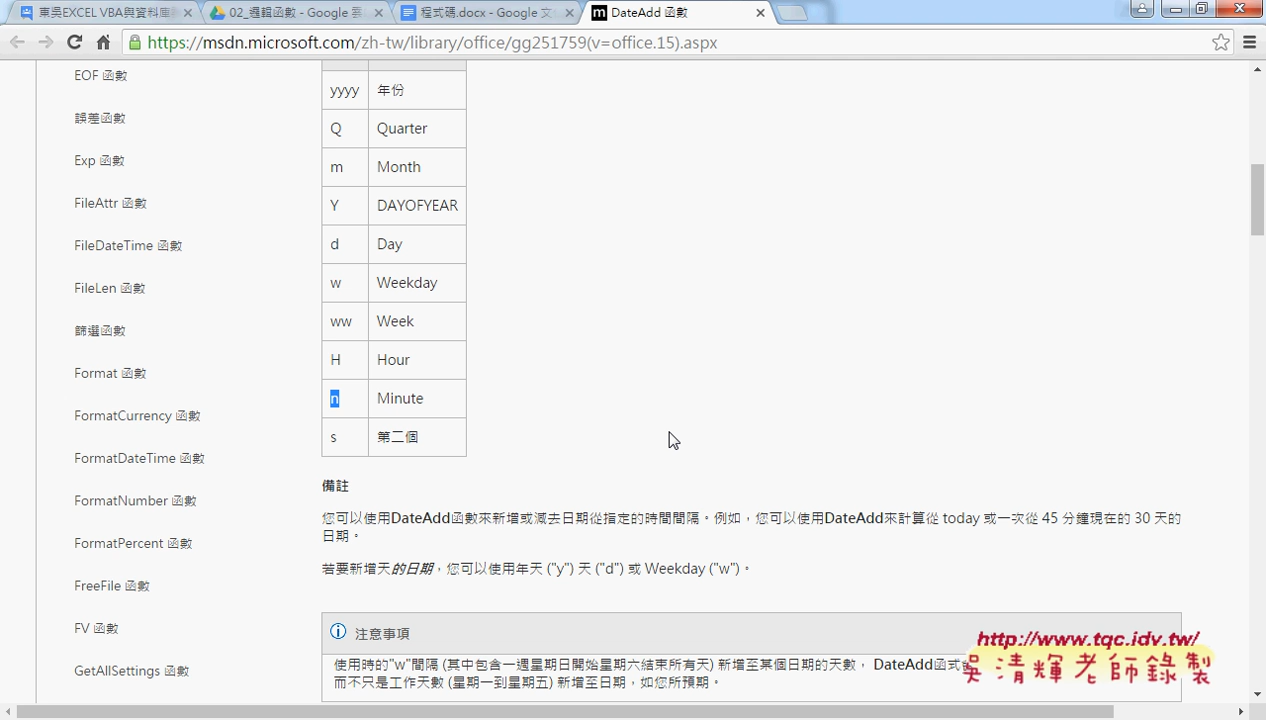 東吳EXCEL VBA與資料庫
02_邏輯函數 - Google 雲
程式碼.docx - Google 文
DateAdd 函數
https://msdn.microsoft.com/zh-tw/library/office/gg251759(v=office.15).aspx
EOF 函數
誤差函數
Exp 函數
FileAttr 函數
FileDateTime 函數
FileLen 函數
篩選函數
Format 函數
FormatCurrency 函數
FormatDateTime 函數
FormatNumber 函數
FormatPercent 函數
FreeFile 函數
FV 函數
GetAllSettings 函數
yyyy 年份
Q Quarter
m Month
Y DAYOFYEAR
d Day
w Weekday
ww Week
H Hour
n Minute
s 第二個
備註
您可以使用DateAdd函數來新增或減去日期從指定的時間間隔。例如，您可以使用DateAdd來計算從 today 或一次從 45 分鐘現在的 30 天的
日期。
若要新增天的日期，您可以使用年天 ("y") 天 ("d") 或 Weekday ("w")。
注意事項
使用時的"w"間隔 (其中包含一週星期日開始星期六結束所有天) 新增至某個日期的天數， DateAdd函式會
而不只是工作天數 (星期一到星期五) 新增至日期，如您所預期。
http://www.tqc.idv.tw/
吳清輝老師錄製